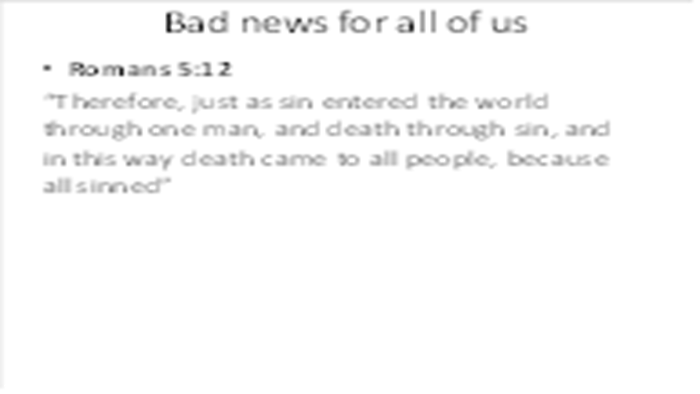 Bad news for all of us
• Romans 5:12
"Therefore, just as sin entered the world
through one man, and death through sin, and
in this way death came to all people, because
all sinned"